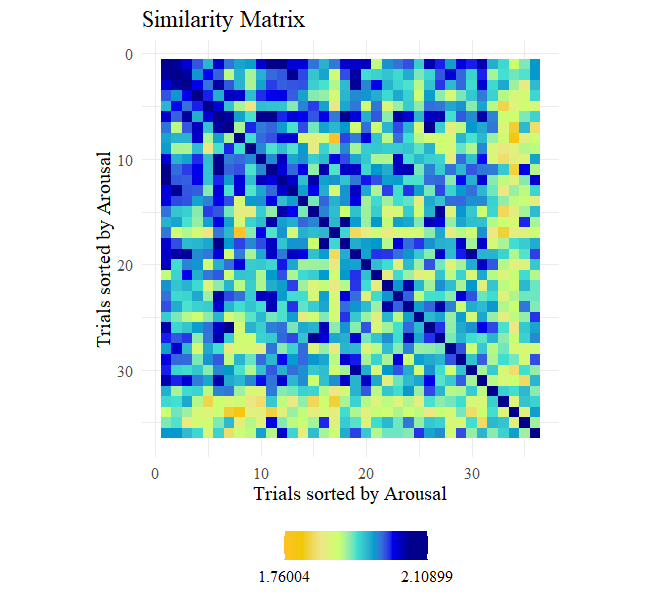 Similarity Matrix
Trials sorted by Arousal
0
10
20
30
0 10 20 30
Trials sorted by Arousal
1.76004 2.10899